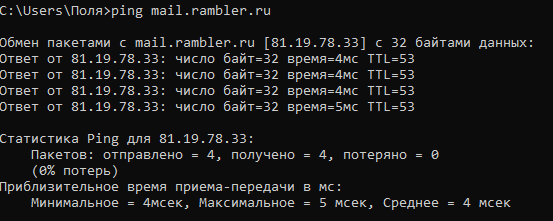 C:\Users\Поля>ping mail.rambler.ru
Обмен пакетами с mail.rambler.ru [81.19.78.33] с 32 байтами данных:
Ответ от 81.19.78.33: число байт=32 время=4мс TTL=53
Ответ от 81.19.78.33: число байт=32 время=4мс TTL=53
Ответ от 81.19.78.33: число байт=32 время=4мс TTL=53
Ответ от 81.19.78.33: число байт=32 время=5мс TTL=53
Статистика Ping для 81.19.78.33:
Пакетов: отправлено = 4, получено = 4, потеряно = 0
(0% потерь)
Приблизительное время приема-передачи в мс:
Минимальное = 4мсек, Максимальное = 5 мсек, Среднее = 4 мсек